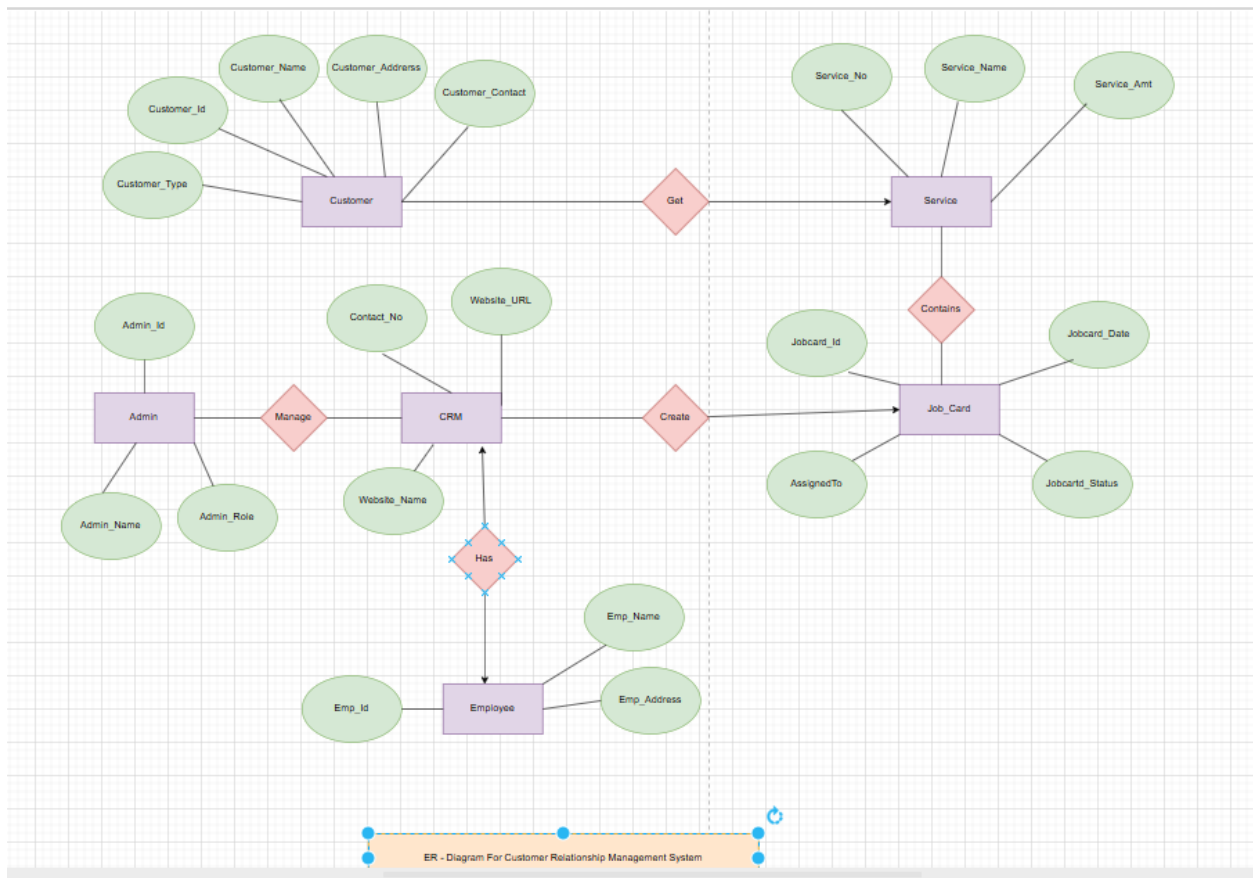 Customer_Name
Customer_Addrerss
Customer_Contact
Customer_Id
Customer_Type
Customer
Get
Service_No
Service_Name
Service_Amt
Service
Contains
Admin_Id
Contact_No
Website_URL
Jobcard_Id
Jobcard_Date
Admin
Manage
CRM
Create
Job_Card
Admin_Name
Admin_Role
Website_Name
AssignedTo
Jobcartd_Status
Has
Emp_Name
Emp_Id
Employee
Emp_Address
ER - Diagram For Customer Relationship Management System